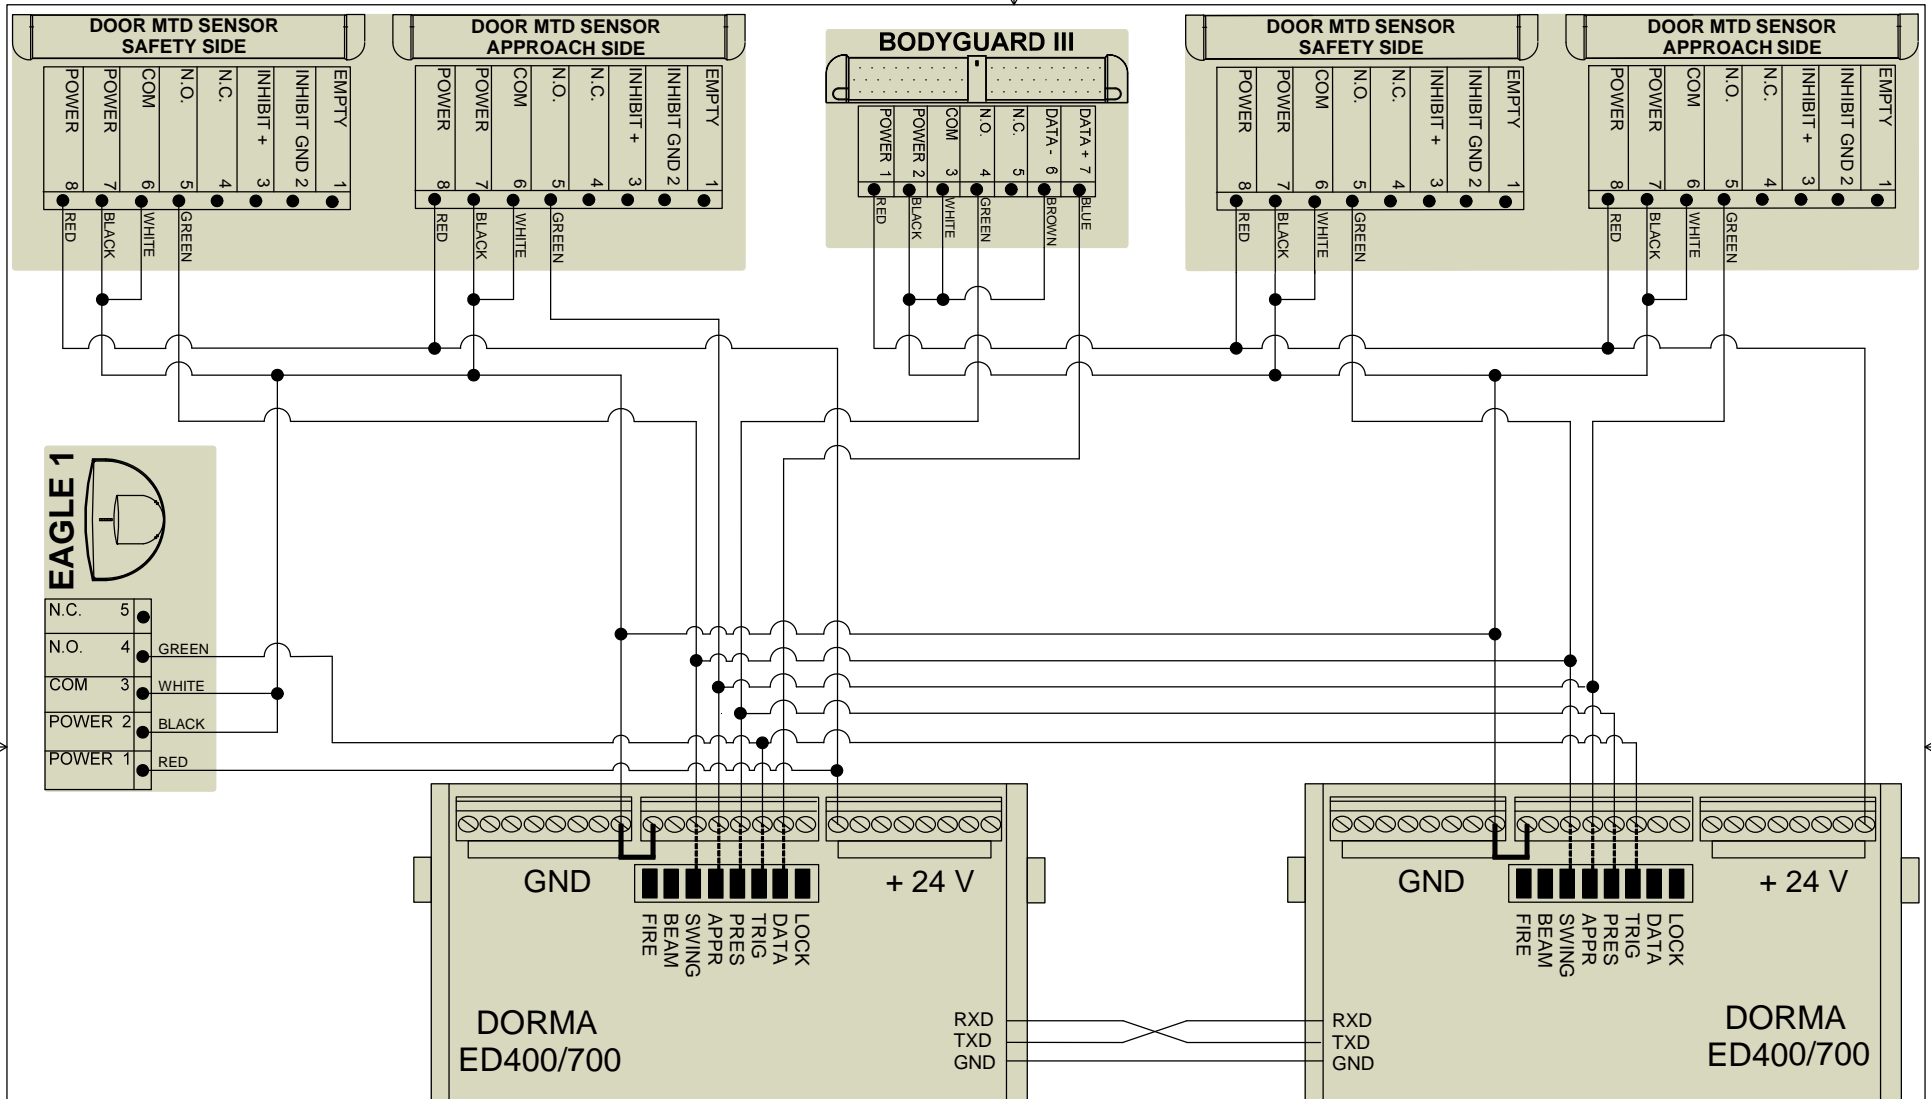 DOOR MTD SENSOR
SAFETY SIDE
POWER 8
POWER 7
COM 6
N.O. 5
N.C. 4
INHIBIT + 3
INHIBIT GND 2
EMPTY 1
RED
BLACK
WHITE
GREEN
DOOR MTD SENSOR
APPROACH SIDE
POWER 8
POWER 7
COM 6
N.O. 5
N.C. 4
INHIBIT + 3
INHIBIT GND 2
EMPTY 1
RED
BLACK
WHITE
GREEN
BODYGUARD III
POWER 1
POWER 2
COM 3
N.O. 4
N.C. 5
DATA - 6
DATA + 7
RED
BLACK
WHITE
GREEN
BROWN
BLUE
DOOR MTD SENSOR
SAFETY SIDE
POWER 8
POWER 7
COM 6
N.O. 5
N.C. 4
INHIBIT + 3
INHIBIT GND 2
EMPTY 1
RED
BLACK
WHITE
GREEN
DOOR MTD SENSOR
APPROACH SIDE
POWER 8
POWER 7
COM 6
N.O. 5
N.C. 4
INHIBIT + 3
INHIBIT GND 2
EMPTY 1
RED
BLACK
WHITE
GREEN
EAGLE 1
N.C. 5
N.O. 4 GREEN
COM 3 WHITE
POWER 2 BLACK
POWER 1 RED
GND
+ 24 V
FIRE
BEAM
SWING
APPR
PRES
TRIG
DATA
LOCK
DORMA
ED400/700
RXD
TXD
GND
GND
+ 24 V
FIRE
BEAM
SWING
APPR
PRES
TRIG
DATA
LOCK
RXD
TXD
GND
DORMA
ED400/700